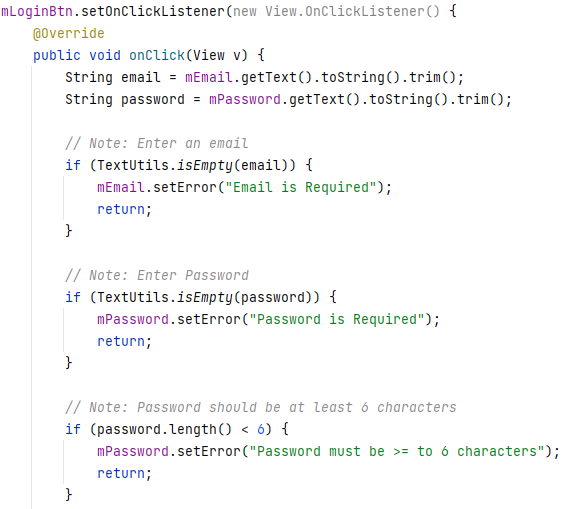 mLoginBtn.setOnClickListener(new View.OnClickListener() {
    @Override
    public void onClick(View v) {
        String email = mEmail.getText().toString().trim();
        String password = mPassword.getText().toString().trim();

        // Note: Enter an email
        if (TextUtils.isEmpty(email)) {
            mEmail.setError("Email is Required");
            return;
        }

        // Note: Enter Password
        if (TextUtils.isEmpty(password)) {
            mPassword.setError("Password is Required");
            return;
        }

        // Note: Password should be at least 6 characters
        if (password.length() < 6) {
            mPassword.setError("Password must be >= to 6 characters");
            return;
        }